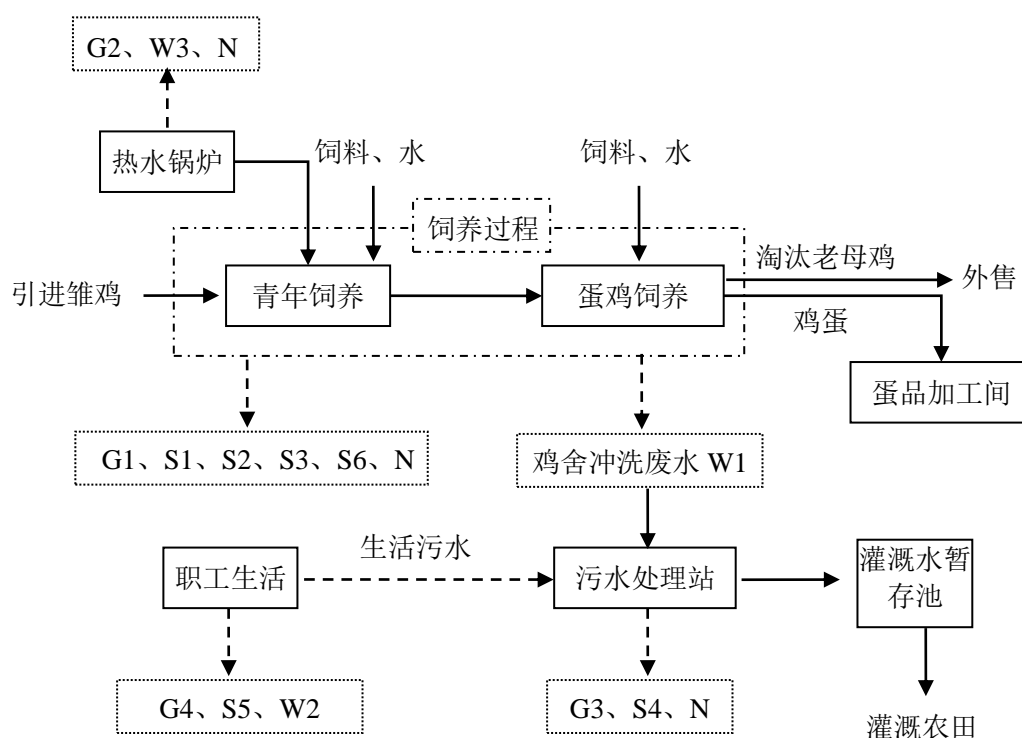 G2、W3、N
热水锅炉
饲料、水
饲料、水
饲养过程
引进雏鸡
青年饲养
蛋鸡饲养
淘汰老母鸡
外售
鸡蛋
蛋品加工间
G1、S1、S2、S3、S6、N
鸡舍冲洗废水 W1
生活污水
职工生活
污水处理站
灌溉水暂
存池
G4、S5、W2
G3、S4、N
灌溉农田